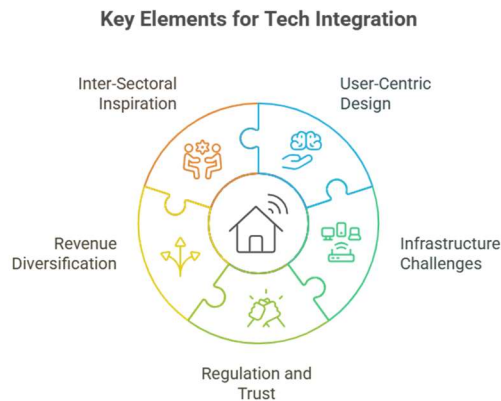 Key Elements for Tech Integration
Inter-Sectoral
Inspiration
User-Centric
Design
Revenue
Diversification
Infrastructure
Challenges
Regulation and
Trust